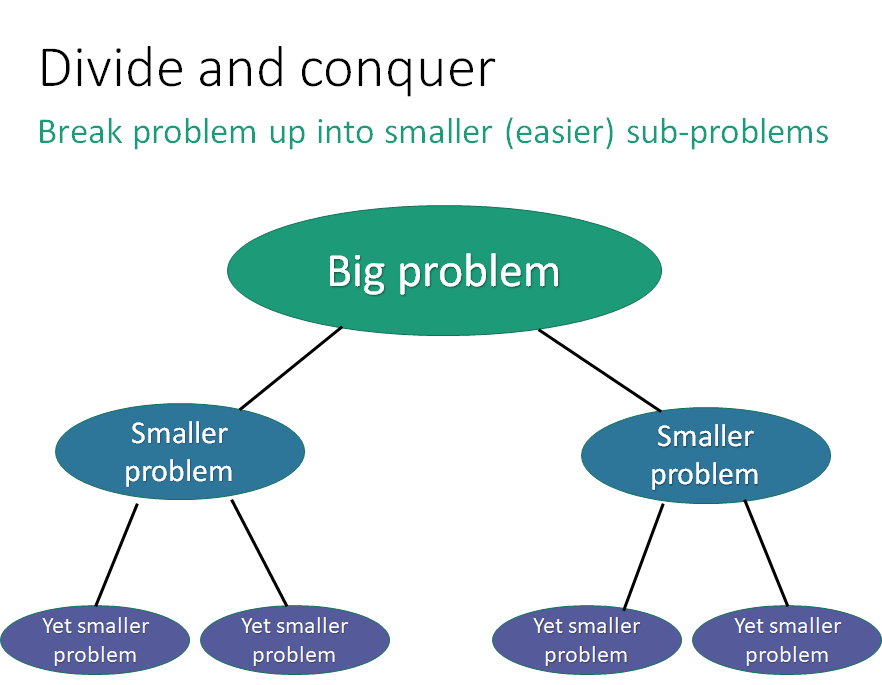 Divide and conquer
Break problem up into smaller (easier) sub-problems
Big problem
Smaller
problem
Smaller
problem
Yet smaller
problem
Yet smaller
problem
Yet smaller
problem
Yet smaller
problem